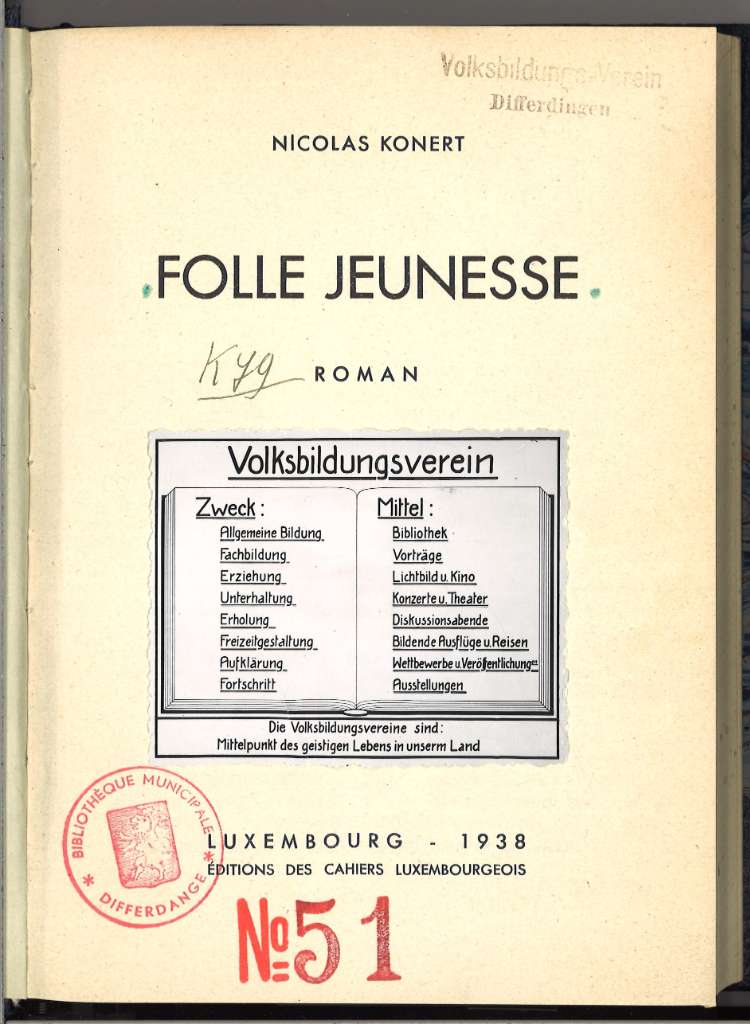 Volksbildungs-Verein
Differdingen
NICOLAS KONERT
FOLLE JEUNESSE
ROMAN
Volksbildungsverein
Zweck:
Allgemeine Bildung
Fachbildung
Erziehung
Unterhaltung
Erholung
Freizeitgestaltung
Aufklärung
Fortschritt
Mittel:
Bibliothek
Vorträge
Lichtbild u. Kino
Konzerte u. Theater
Diskussionsabende
Bildende Ausflüge u. Reisen
Wettbewerbe u. Veröffentlichungen
Ausstellungen
Die Volksbildungsvereine sind:
Mittelpunkt des geistigen Lebens in unserm Land
BIBLIOTHÈQUE MUNICIPALE
* DIFFERDANGE *
LUXEMBOURG - 1938
ÉDITIONS DES CAHIERS LUXEMBOURGEOIS
No 51